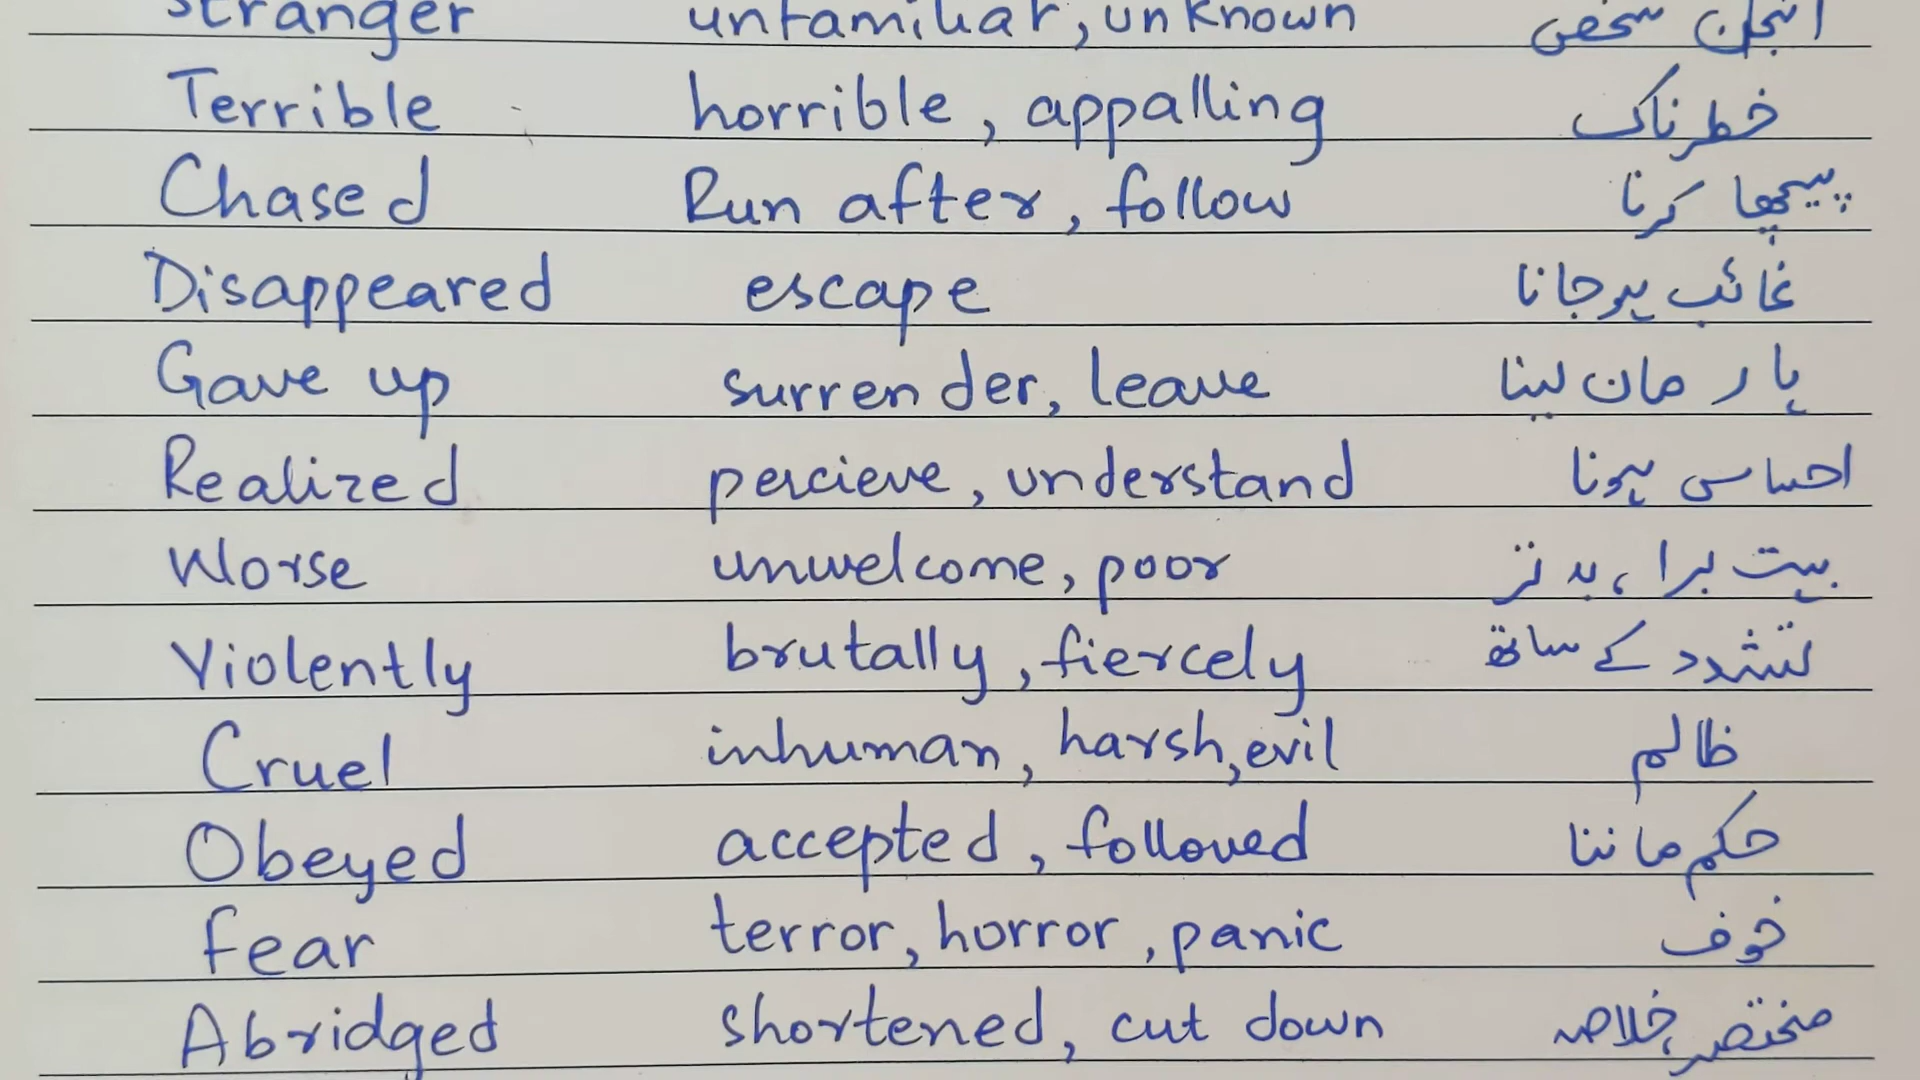 stranger unfamiliar, unknown انجان شخص
Terrible horrible, appalling خطرناک
Chased Run after, follow پیچھا کرنا
Disappeared escape غائب ہوجانا
Gave up surrender, leave ہار مان لینا
Realized percieve, understand احساس ہونا
Worse unwelcome, poor بہت برا، بدتر
Violently brutally, fiercely تشدد کے ساتھ
Cruel inhuman, harsh, evil ظالم
Obeyed accepted, followed حکم ماننا
fear terror, horror, panic خوف
Abridged shortened, cut down مختصر، خلاصہ